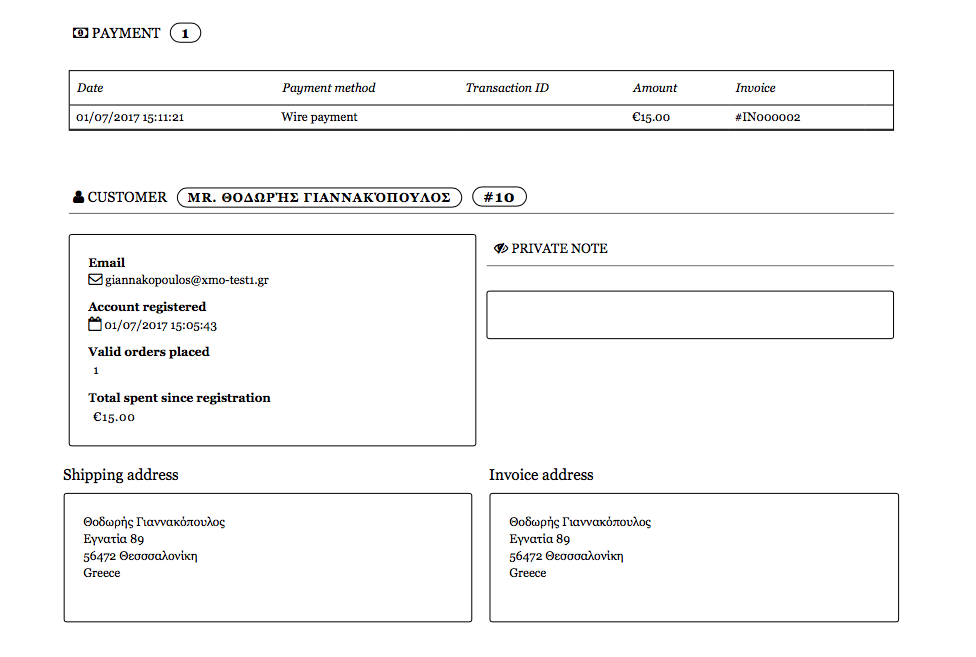 PAYMENT 1
Date Payment method Transaction ID Amount Invoice
01/07/2017 15:11:21 Wire payment €15.00 #IN000002
CUSTOMER MR. ΘΟΔΩΡΉΣ ΓΙΑΝΝΑΚΌΠΟΥΛΟΣ #10
Email
giannakopoulos@xmo-test1.gr
Account registered
01/07/2017 15:05:43
Valid orders placed
1
Total spent since registration
€15.00
PRIVATE NOTE
Shipping address
Θοδωρής Γιαννακόπουλος
Εγνατία 89
56472 Θεσσσαλονίκη
Greece
Invoice address
Θοδωρής Γιαννακόπουλος
Εγνατία 89
56472 Θεσσσαλονίκη
Greece